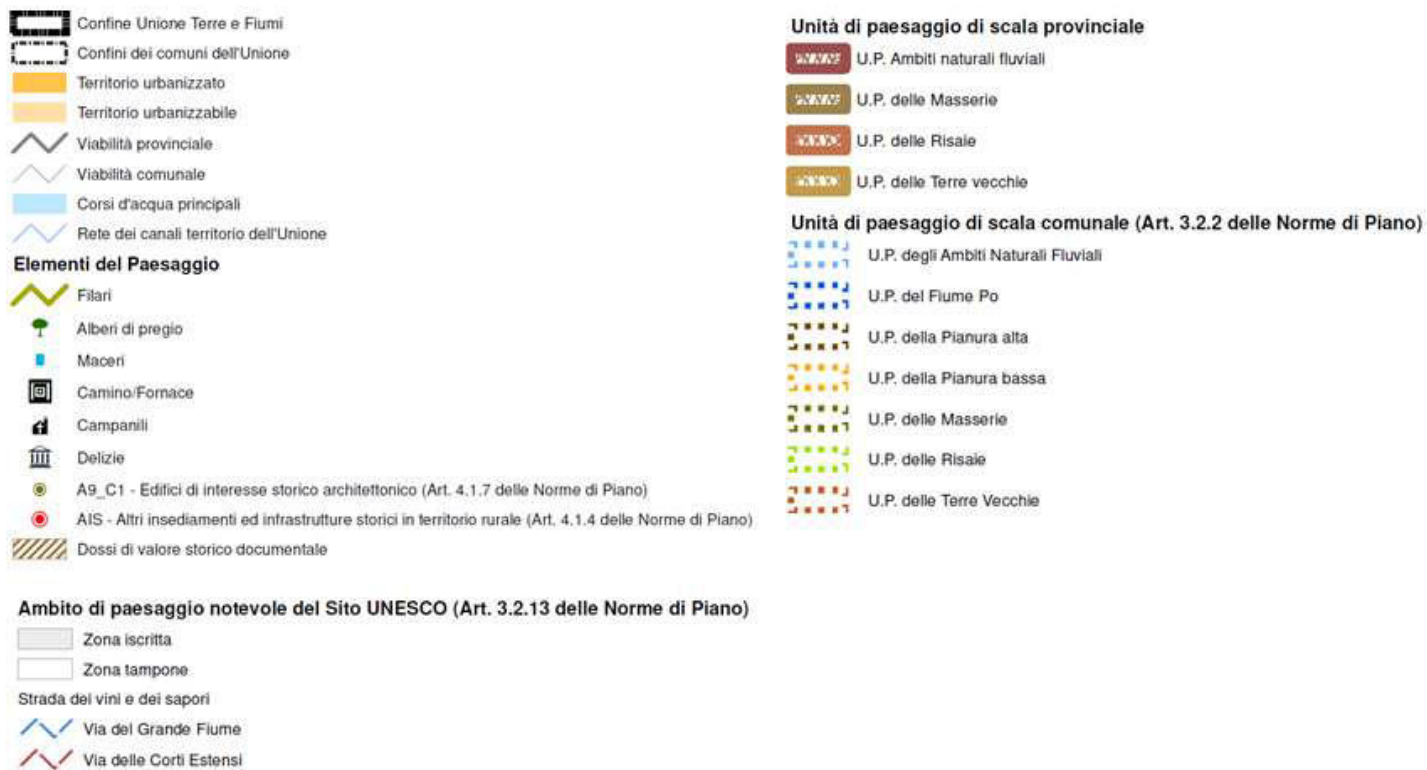 Confine Unione Terre e Fiumi
Confini dei comuni dell'Unione
Territorio urbanizzato
Territorio urbanizzabile
Viabilità provinciale
Viabilità comunale
Corsi d'acqua principali
Rete dei canali territorio dell'Unione
Elementi del Paesaggio
Filari
Alberi di pregio
Maceri
Camino/Fornace
Campanili
Delizie
A9_C1 - Edifici di interesse storico architettonico (Art. 4.1.7 delle Norme di Piano)
AIS - Altri insediamenti ed infrastrutture storici in territorio rurale (Art. 4.1.4 delle Norme di Piano)
Dossi di valore storico documentale
Ambito di paesaggio notevole del Sito UNESCO (Art. 3.2.13 delle Norme di Piano)
Zona iscritta
Zona tampone
Strada dei vini e dei sapori
Via del Grande Fiume
Via delle Corti Estensi
Unità di paesaggio di scala provinciale
U.P. Ambiti naturali fluviali
U.P. delle Masserie
U.P. delle Risaie
U.P. delle Terre vecchie
Unità di paesaggio di scala comunale (Art. 3.2.2 delle Norme di Piano)
U.P. degli Ambiti Naturali Fluviali
U.P. del Fiume Po
U.P. della Pianura alta
U.P. della Pianura bassa
U.P. delle Masserie
U.P. delle Risaie
U.P. delle Terre Vecchie